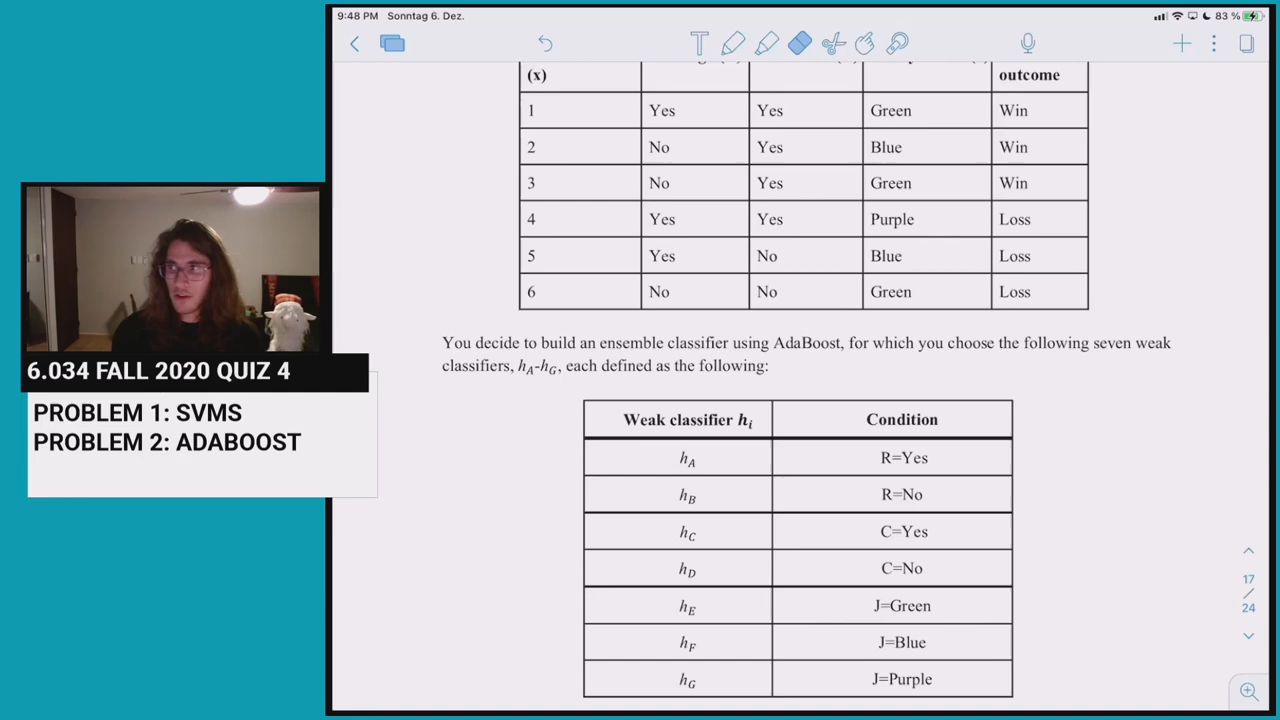 9:48 PM Sonntag 6. Dez.
83 %
(x) outcome
1 Yes Yes Green Win
2 No Yes Blue Win
3 No Yes Green Win
4 Yes Yes Purple Loss
5 Yes No Blue Loss
6 No No Green Loss
You decide to build an ensemble classifier using AdaBoost, for which you choose the following seven weak
classifiers, hA-hG, each defined as the following:
Weak classifier hi Condition
hA R=Yes
hB R=No
hC C=Yes
hD C=No
hE J=Green
hF J=Blue
hG J=Purple
17
/
24
6.034 FALL 2020 QUIZ 4
PROBLEM 1: SVMS
PROBLEM 2: ADABOOST